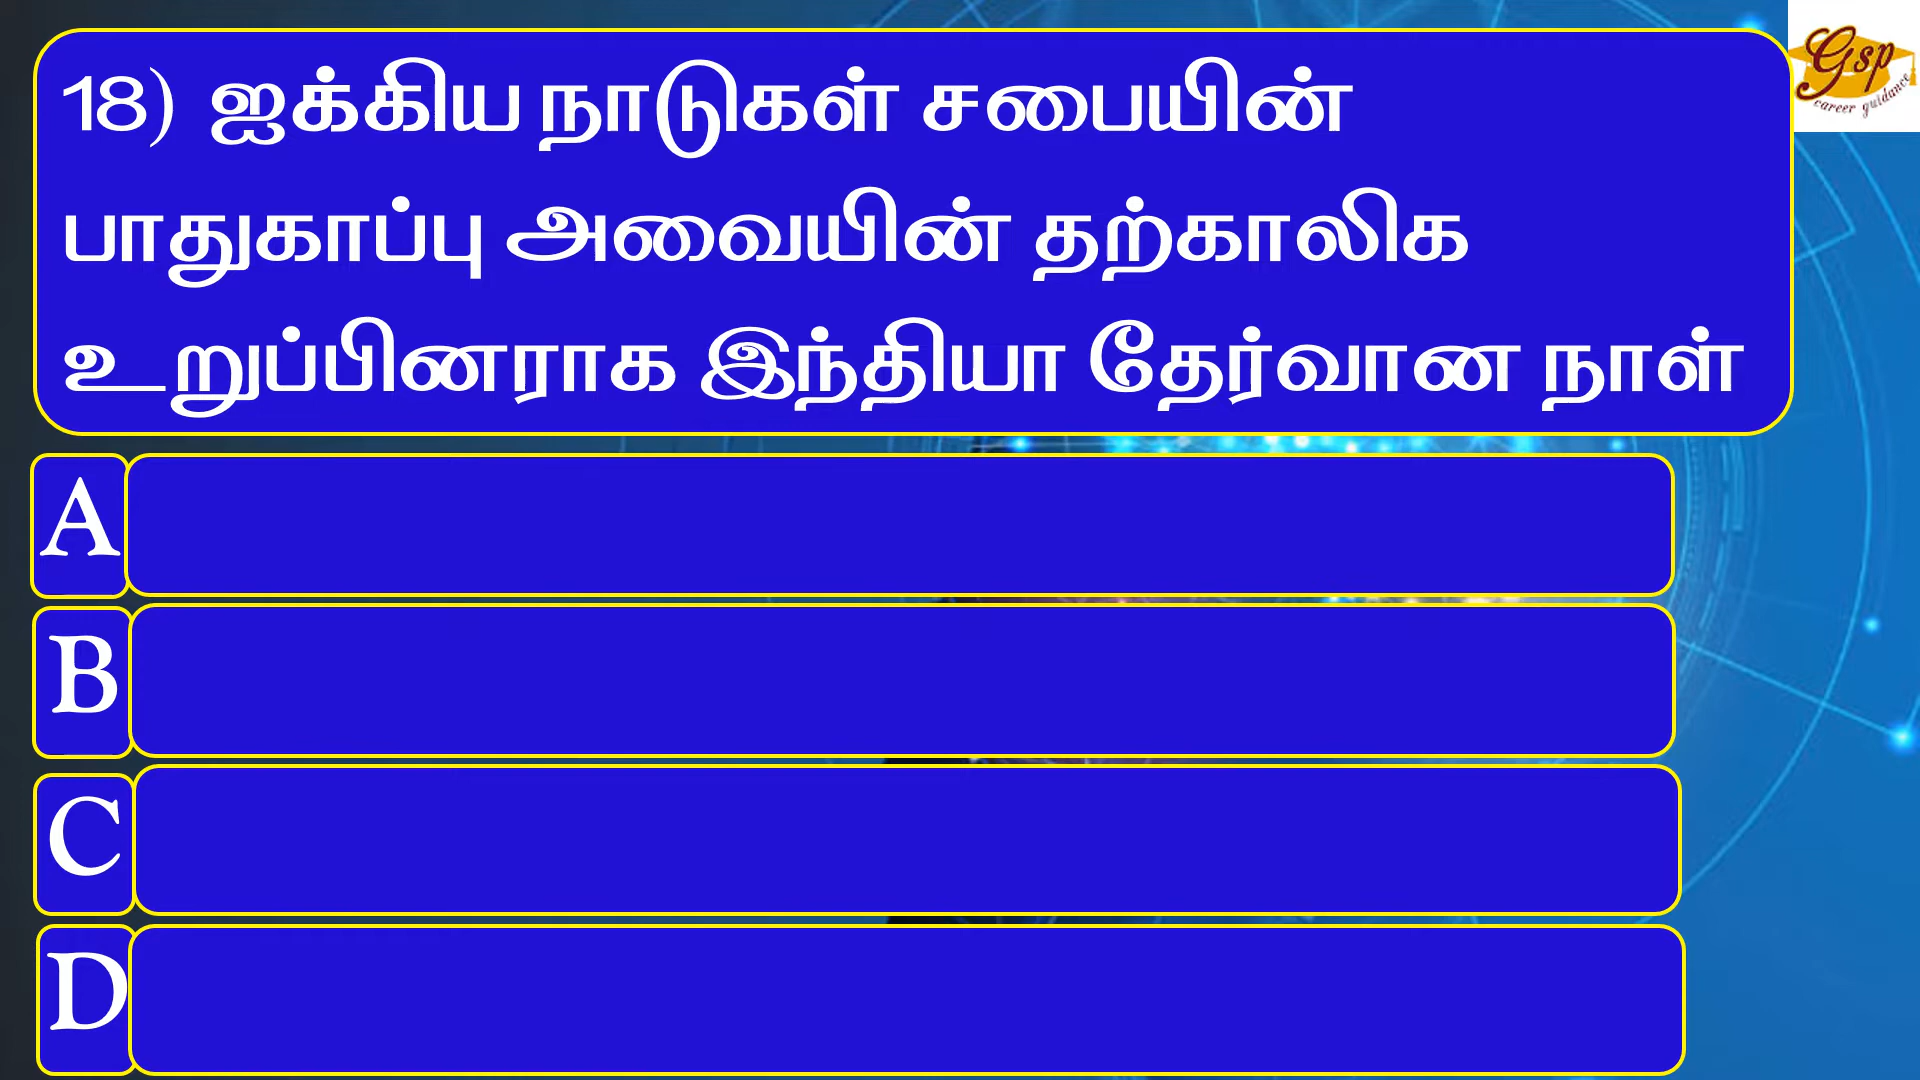 18) ஐக்கிய நாடுகள் சபையின்
பாதுகாப்பு அவையின் தற்காலிக
உறுப்பினராக இந்தியா தேர்வான நாள்
A
B
C
D
Gsp
career guidance